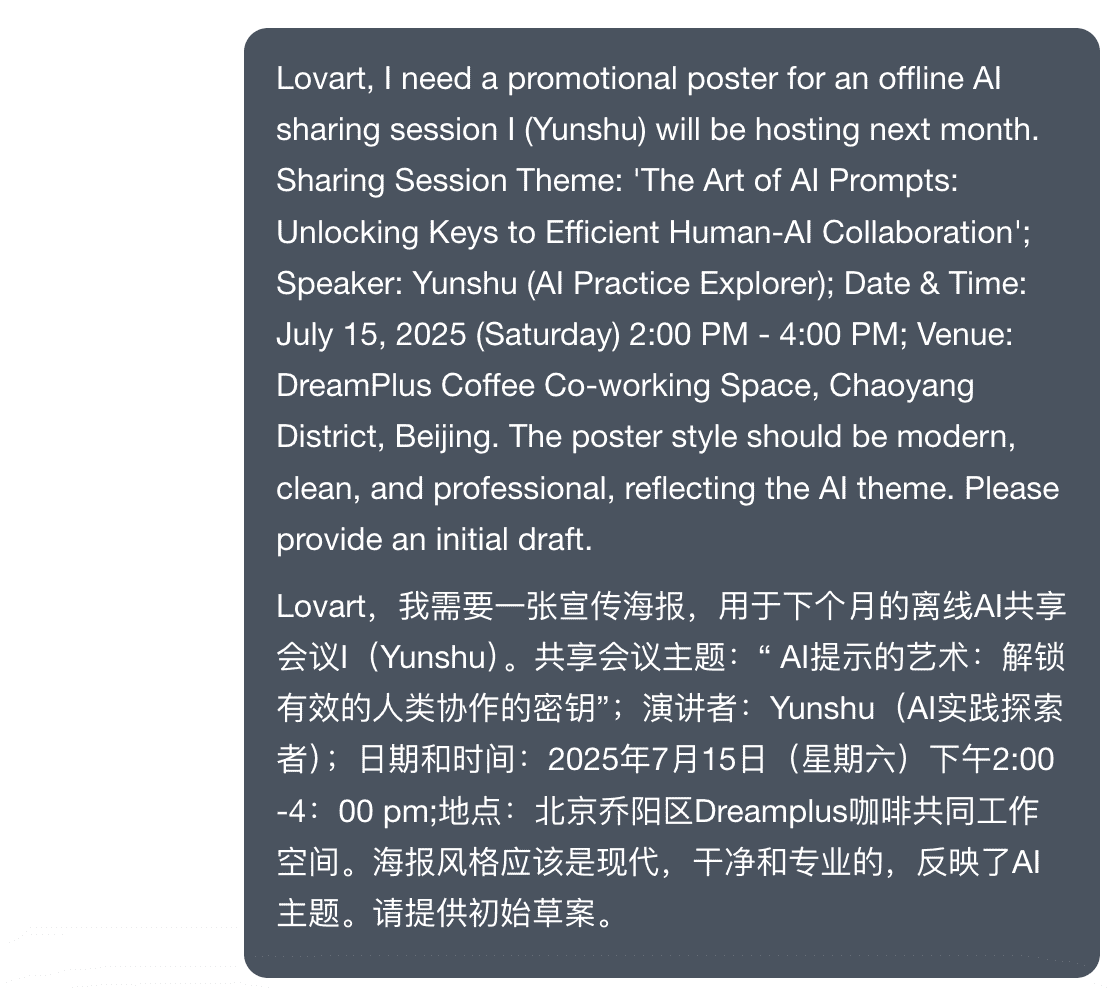 Lovart, I need a promotional poster for an offline AI
sharing session I (Yunshu) will be hosting next month.
Sharing Session Theme: 'The Art of AI Prompts:
Unlocking Keys to Efficient Human-AI Collaboration';
Speaker: Yunshu (AI Practice Explorer); Date & Time:
July 15, 2025 (Saturday) 2:00 PM - 4:00 PM; Venue:
DreamPlus Coffee Co-working Space, Chaoyang
District, Beijing. The poster style should be modern,
clean, and professional, reflecting the AI theme. Please
provide an initial draft.
Lovart，我需要一张宣传海报，用于下个月的离线AI共享
会议I（Yunshu）。共享会议主题：“ AI提示的艺术：解锁
有效的人类协作的密钥”；演讲者：Yunshu（AI实践探索
者）；日期和时间：2025年7月15日（星期六）下午2:00
-4：00 pm;地点：北京乔阳区Dreamplus咖啡共同工作
空间。海报风格应该是现代，干净和专业的，反映了AI
主题。请提供初始草案。